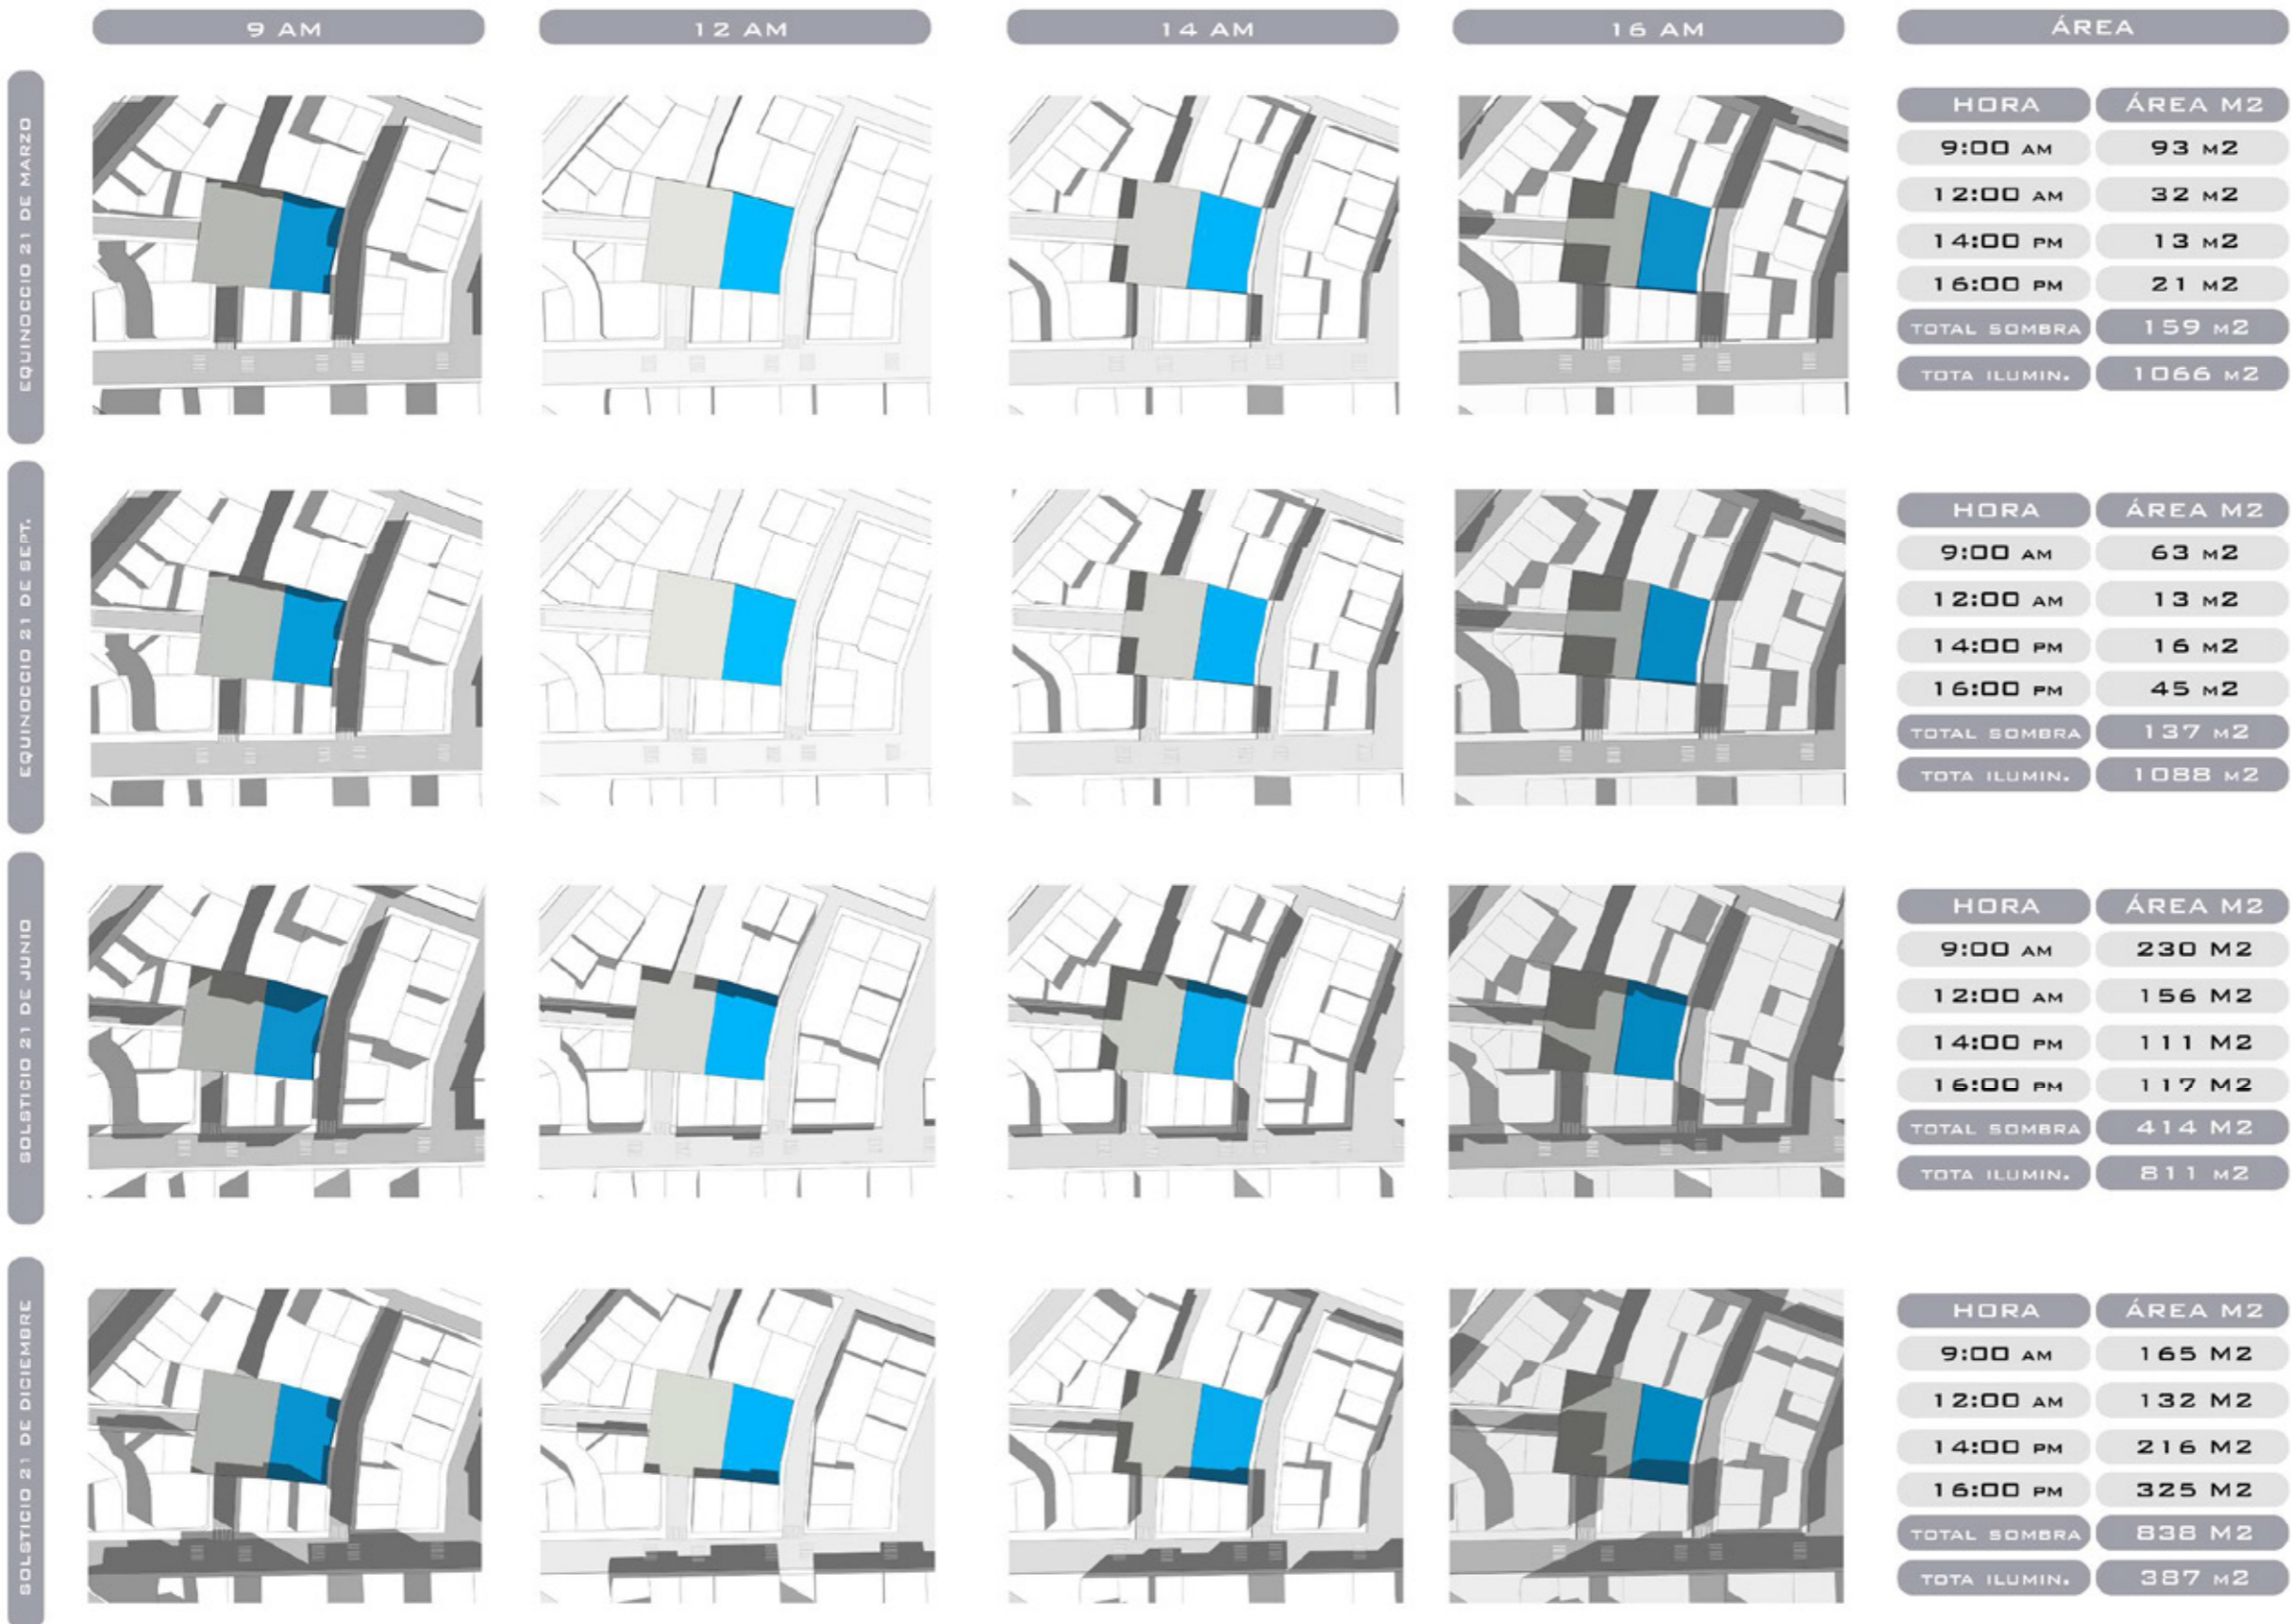 9 AM 12 AM 14 AM 16 AM ÁREA
EQUINOCCIO 21 DE MARZO
HORA ÁREA M2
9:00 AM 93 M2
12:00 AM 32 M2
14:00 PM 13 M2
16:00 PM 21 M2
TOTAL SOMBRA 159 M2
TOTA ILUMIN. 1066 M2
EQUINOCCIO 21 DE SEPT.
HORA ÁREA M2
9:00 AM 63 M2
12:00 AM 13 M2
14:00 PM 16 M2
16:00 PM 45 M2
TOTAL SOMBRA 137 M2
TOTA ILUMIN. 1088 M2
SOLSTICIO 21 DE JUNIO
HORA ÁREA M2
9:00 AM 230 M2
12:00 AM 156 M2
14:00 PM 111 M2
16:00 PM 117 M2
TOTAL SOMBRA 414 M2
TOTA ILUMIN. 811 M2
SOLSTICIO 21 DE DICIEMBRE
HORA ÁREA M2
9:00 AM 165 M2
12:00 AM 132 M2
14:00 PM 216 M2
16:00 PM 325 M2
TOTAL SOMBRA 838 M2
TOTA ILUMIN. 387 M2